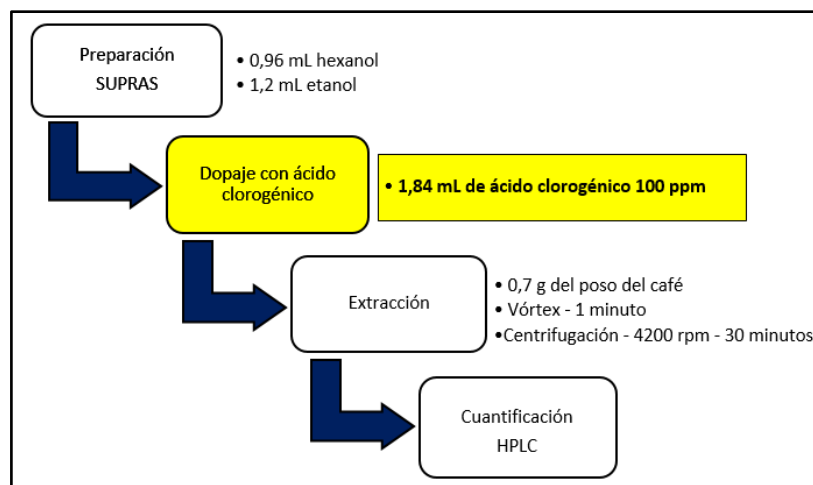 Preparación
SUPRAS
• 0,96 mL hexanol
• 1,2 mL etanol
Dopaje con ácido
clorogénico
• 1,84 mL de ácido clorogénico 100 ppm
Extracción
• 0,7 g del poso del café
• Vórtex - 1 minuto
•Centrifugación - 4200 rpm - 30 minutos
Cuantificación
HPLC